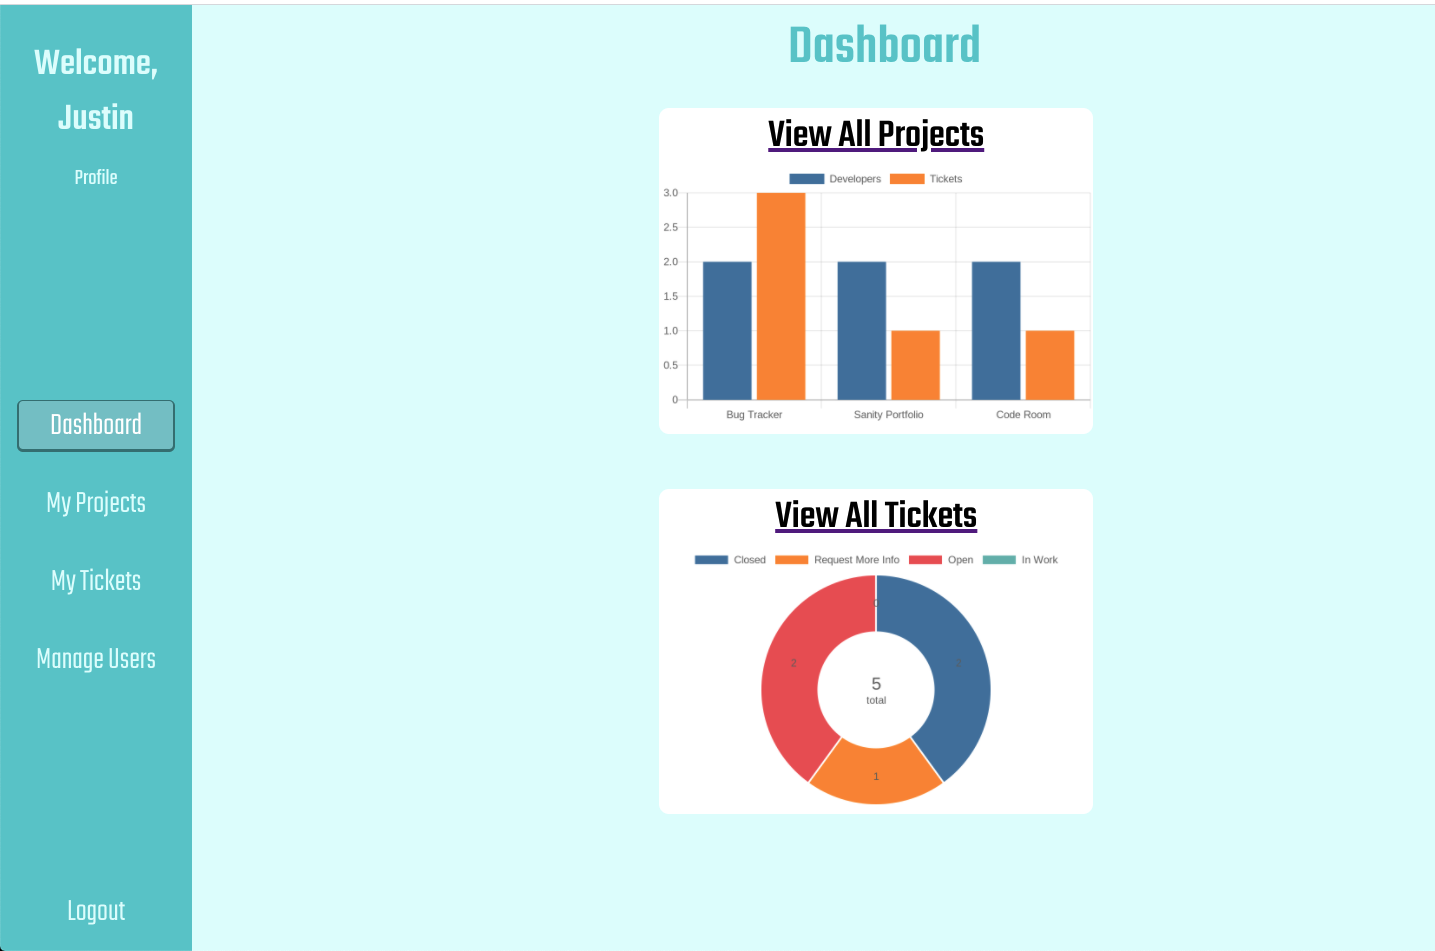 Welcome,
Justin
Profile
Dashboard
My Projects
My Tickets
Manage Users
Logout
Dashboard
View All Projects
Developers Tickets
3.0
2.5
2.0
1.5
1.0
0.5
0
Bug Tracker Sanity Portfolio Code Room
View All Tickets
Closed Request More Info Open In Work
0
2 2
5
total
1